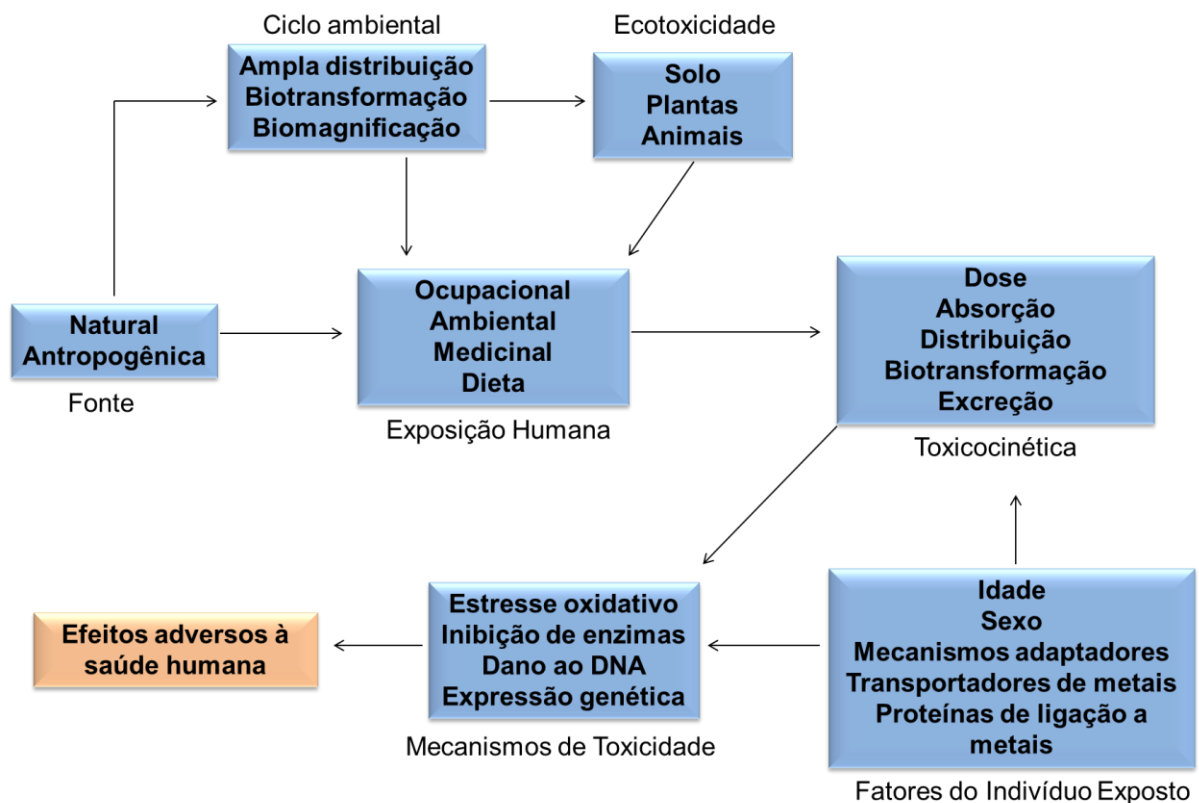 Ciclo ambiental
Ampla distribuição
Biotransformação
Biomagnificação
Ecotoxicidade
Solo
Plantas
Animais
Natural
Antropogênica
Fonte
Ocupacional
Ambiental
Medicinal
Dieta
Exposição Humana
Dose
Absorção
Distribuição
Biotransformação
Excreção
Toxicocinética
Idade
Sexo
Mecanismos adaptadores
Transportadores de metais
Proteínas de ligação a
metais
Fatores do Indivíduo Exposto
Estresse oxidativo
Inibição de enzimas
Dano ao DNA
Expressão genética
Mecanismos de Toxicidade
Efeitos adversos à
saúde humana